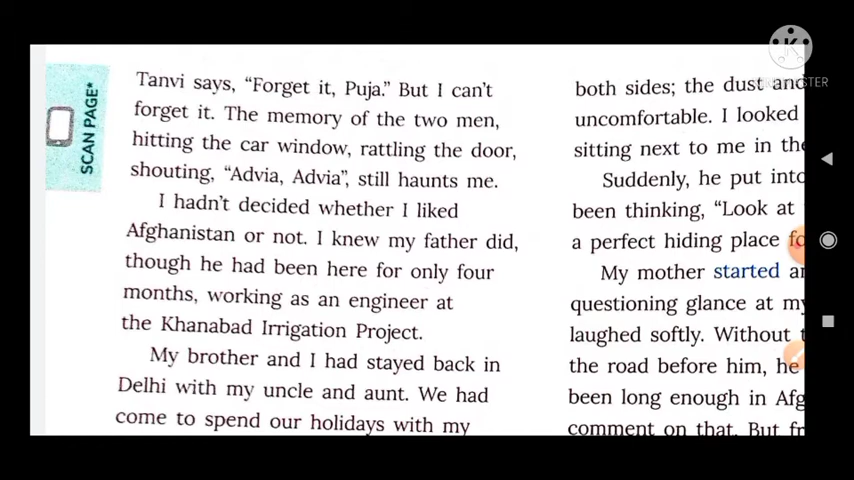 SCAN PAGE*
Tanvi says, “Forget it, Puja.” But I can’t
forget it. The memory of the two men,
hitting the car window, rattling the door,
shouting, “Advia, Advia”, still haunts me.
I hadn’t decided whether I liked
Afghanistan or not. I knew my father did,
though he had been here for only four
months, working as an engineer at
the Khanabad Irrigation Project.
My brother and I had stayed back in
Delhi with my uncle and aunt. We had
come to spend our holidays with my
both sides; the dust and
uncomfortable. I looked
sitting next to me in the
Suddenly, he put into
been thinking, “Look at
a perfect hiding place
My mother started
questioning glance at my
laughed softly. Without
the road before him, he
been long enough in Afg
comment on that. But fr